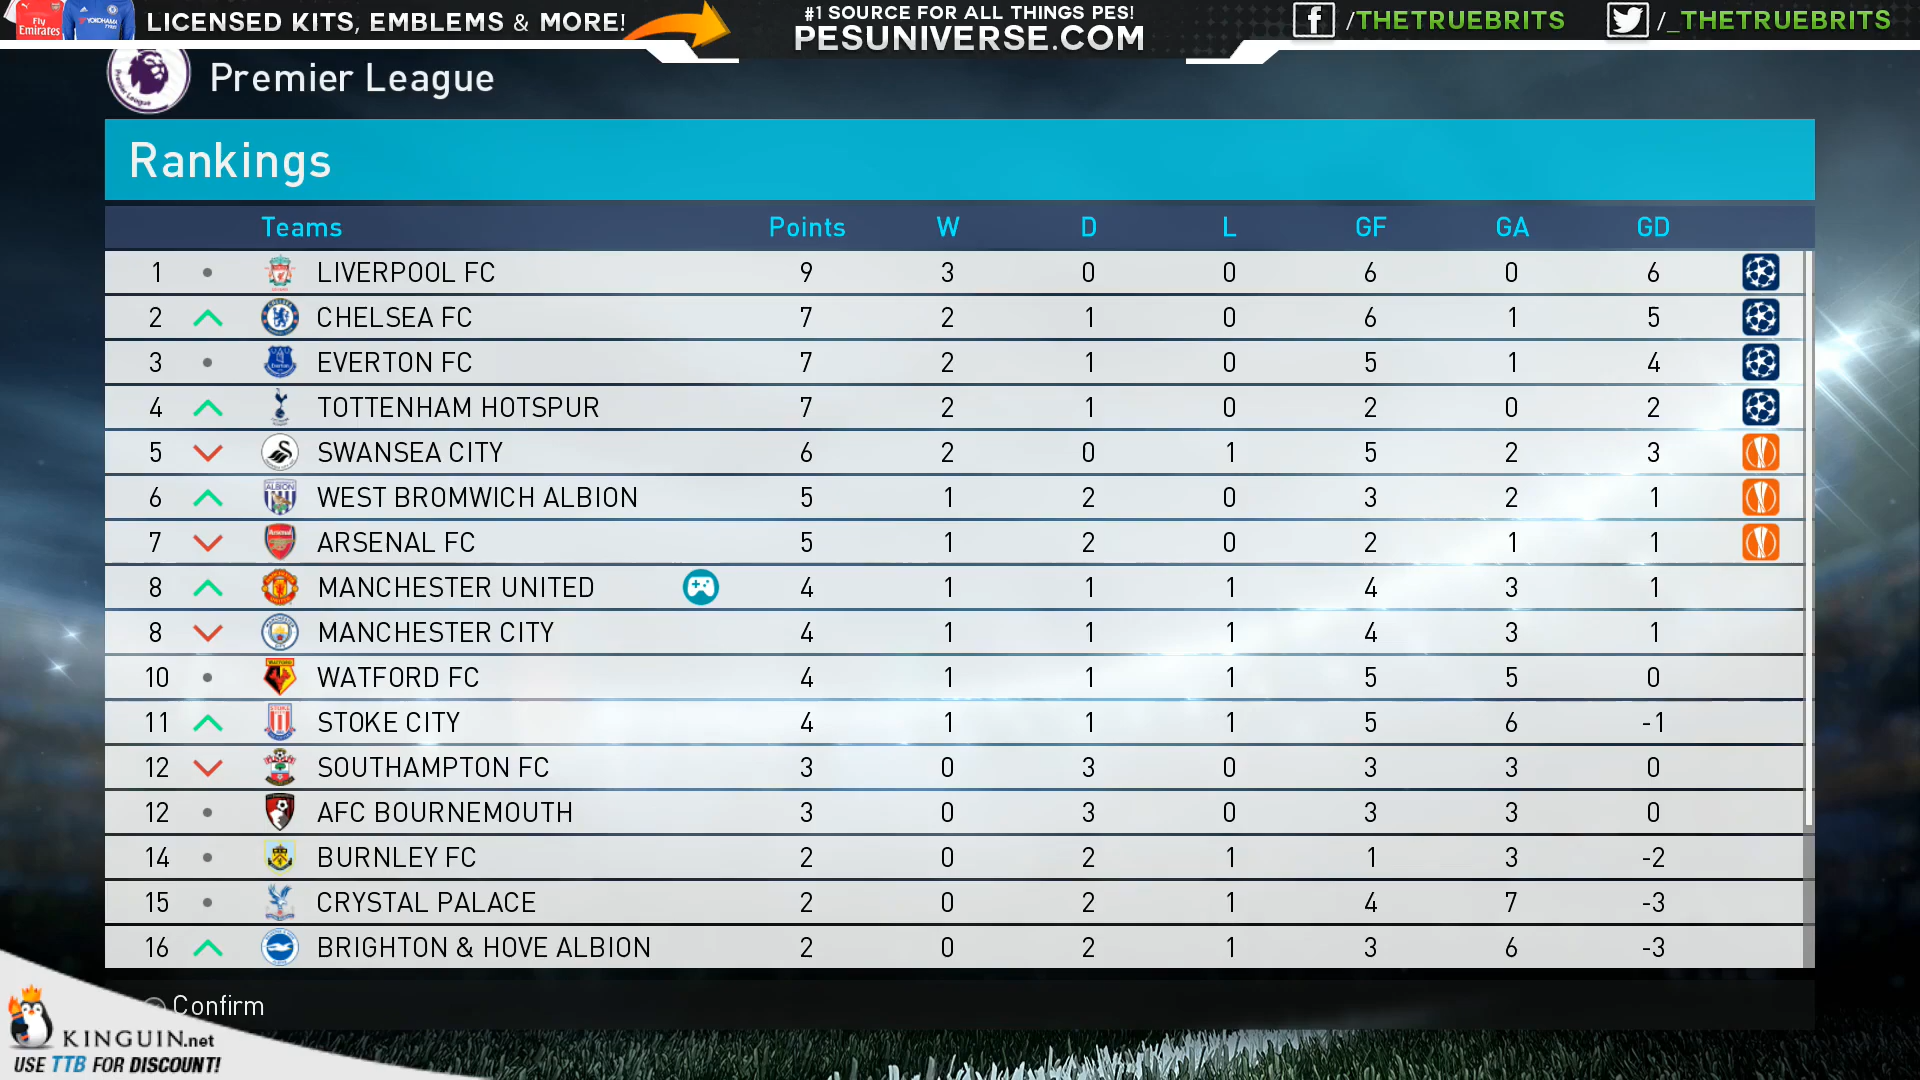 Fly
Emirates
YOKOHAMA
LICENSED KITS, EMBLEMS & MORE!
#1 SOURCE FOR ALL THINGS PES!
PESUNIVERSE.COM
/THETRUEBRITS
/_THETRUEBRITS
Premier League
Premier League
Rankings
Teams Points W D L GF GA GD
1 LIVERPOOL FC 9 3 0 0 6 0 6
2 CHELSEA FC 7 2 1 0 6 1 5
3 EVERTON FC 7 2 1 0 5 1 4
4 TOTTENHAM HOTSPUR 7 2 1 0 2 0 2
5 SWANSEA CITY 6 2 0 1 5 2 3
6 WEST BROMWICH ALBION 5 1 2 0 3 2 1
7 ARSENAL FC 5 1 2 0 2 1 1
8 MANCHESTER UNITED 4 1 1 1 4 3 1
8 MANCHESTER CITY 4 1 1 1 4 3 1
10 WATFORD FC 4 1 1 1 5 5 0
11 STOKE CITY 4 1 1 1 5 6 -1
12 SOUTHAMPTON FC 3 0 3 0 3 3 0
12 AFC BOURNEMOUTH 3 0 3 0 3 3 0
14 BURNLEY FC 2 0 2 1 1 3 -2
15 CRYSTAL PALACE 2 0 2 1 4 7 -3
16 BRIGHTON & HOVE ALBION 2 0 2 1 3 6 -3
Confirm
KINGUIN.net
USE TTB FOR DISCOUNT!